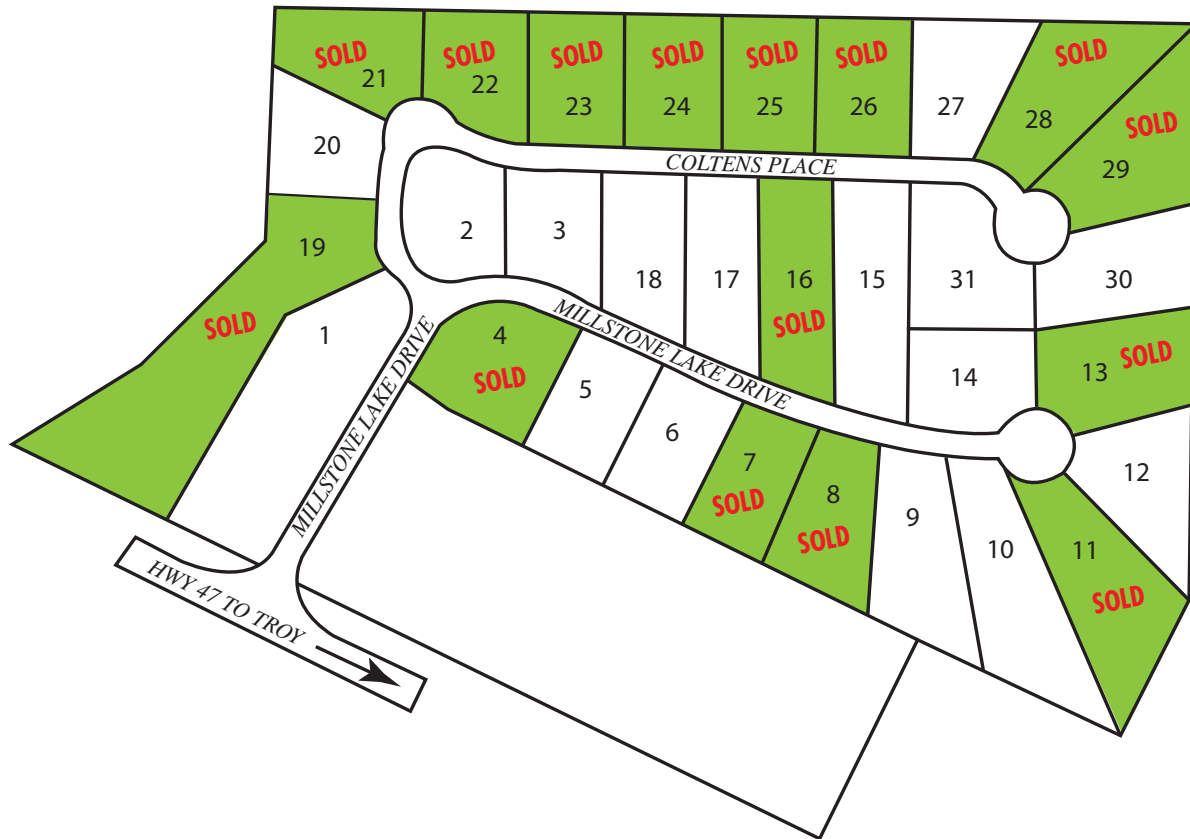 SOLD
21
SOLD
22
SOLD
23
SOLD
24
SOLD
25
SOLD
26
27
SOLD
28
SOLD
29
20
COLTENS PLACE
19
SOLD
1
2
3
18
17
16
SOLD
15
31
30
14
13 SOLD
MILLSTONE LAKE DRIVE
4
SOLD
5
6
7
SOLD
8
SOLD
9
10
11
SOLD
12
MILLSTONE LAKE DRIVE
HWY 47 TO TROY